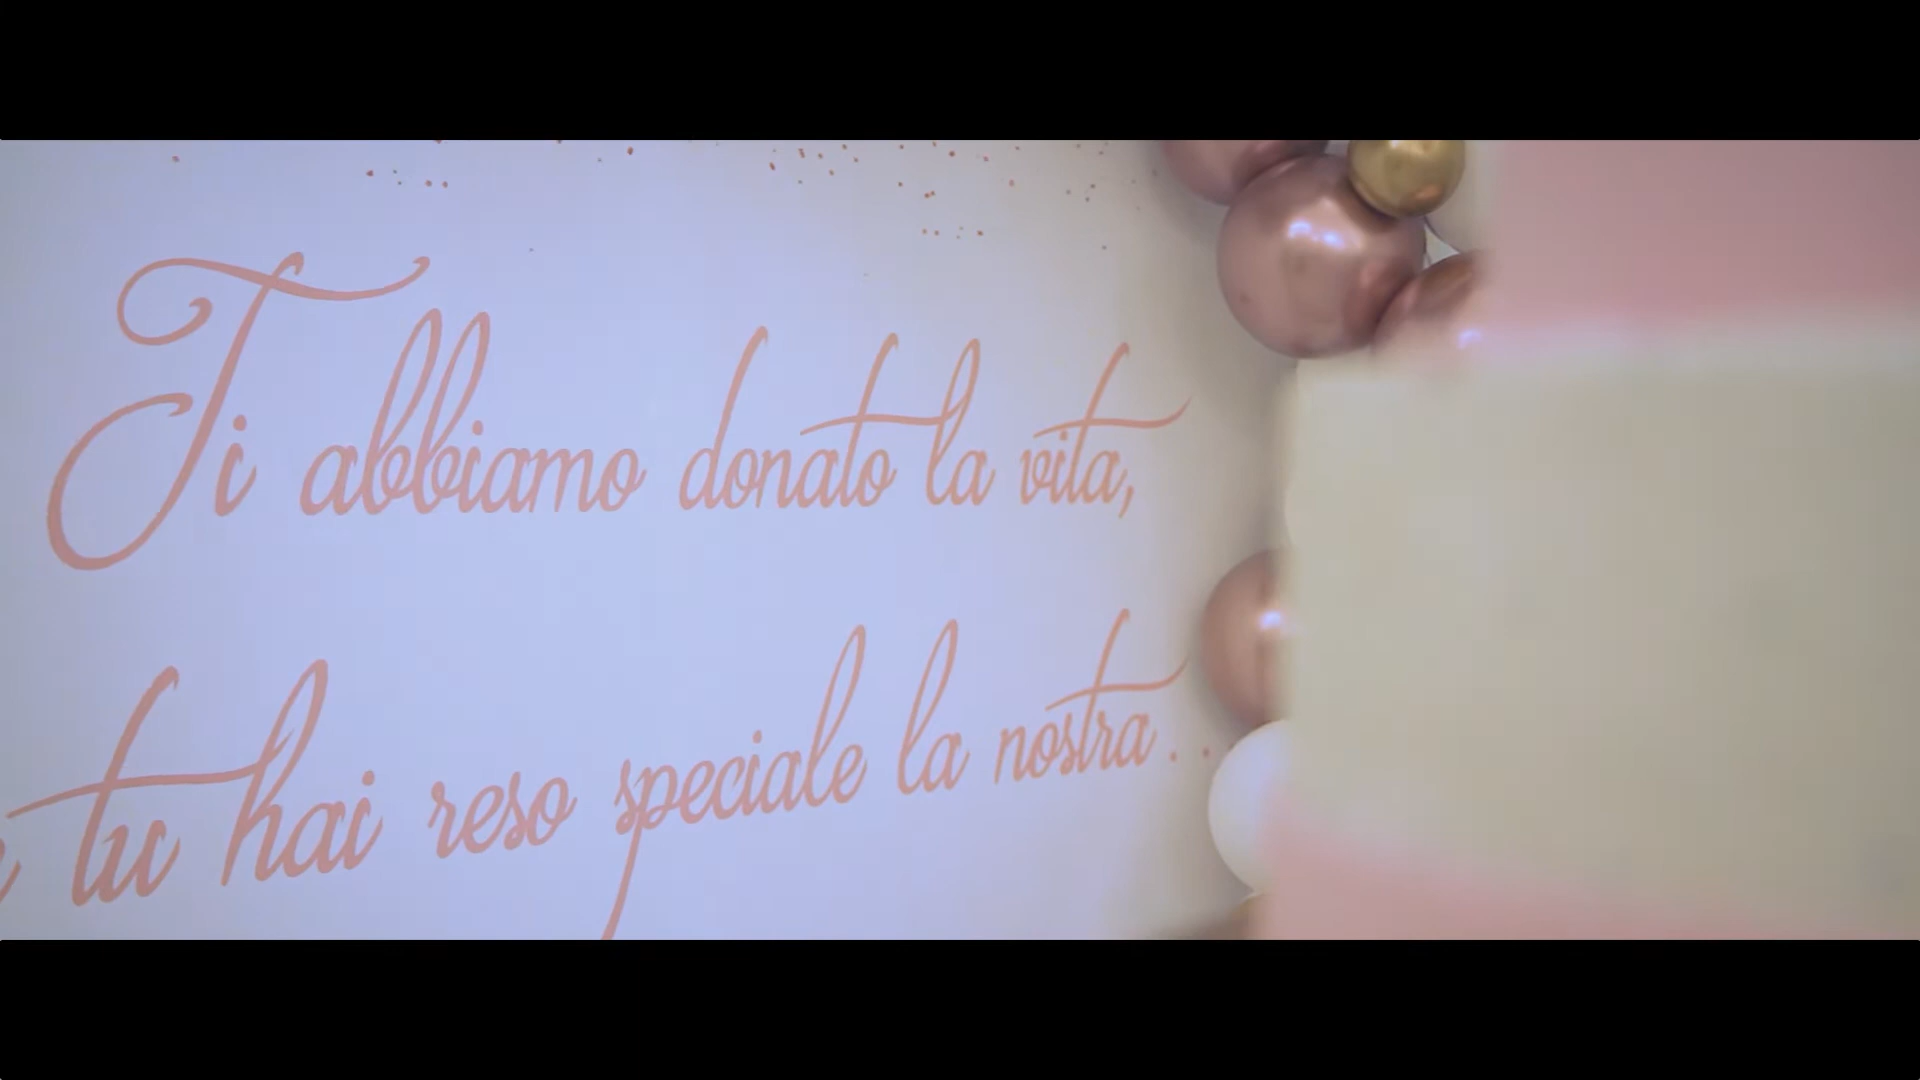 Ti abbiamo donato la vita,
tu hai reso speciale la nostra..